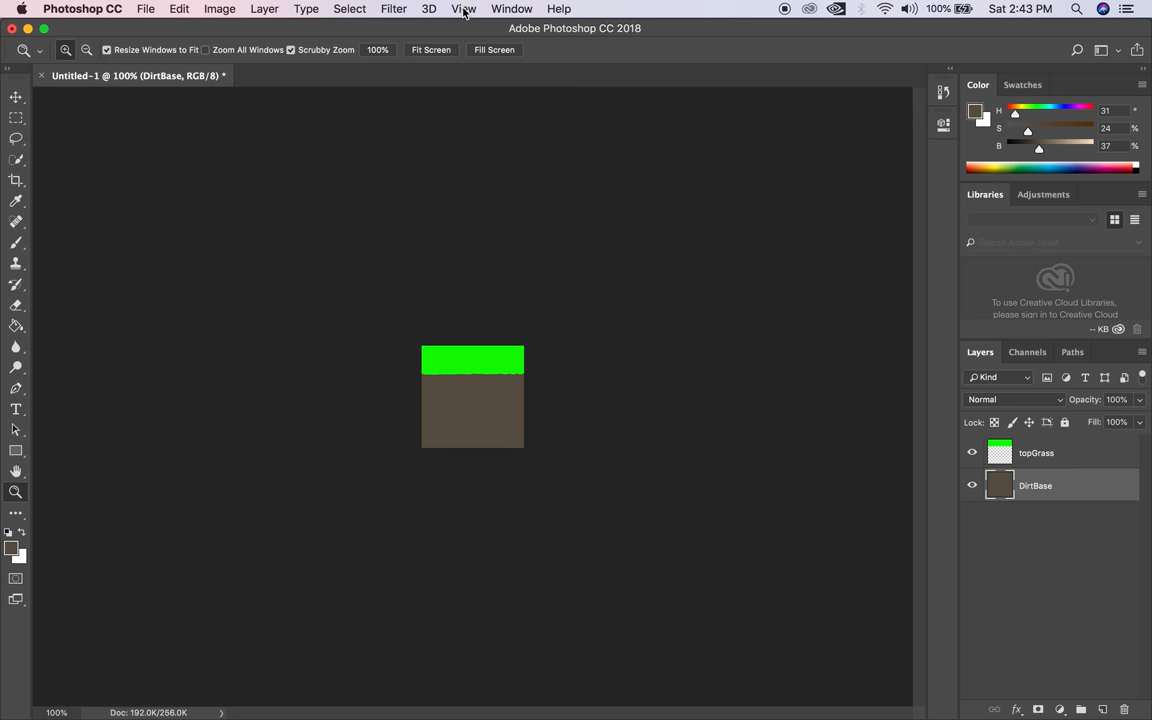 Photoshop CC File Edit Image Layer Type Select Filter 3D View Window Help 100% Sat 2:43 PM
Adobe Photoshop CC 2018
Resize Windows to Fit Zoom All Windows Scrubby Zoom 100% Fit Screen Fill Screen
Untitled-1 @ 100% (DirtBase, RGB/8) *
Color Swatches
H 31 °
S 24 %
B 37 %
Libraries Adjustments
Search Adobe Stock
To use Creative Cloud Libraries,
please sign in to Creative Cloud
-- KB
Layers Channels Paths
Kind
Normal Opacity: 100%
Lock: Fill: 100%
topGrass
DirtBase
100% Doc: 192.0K/256.0K